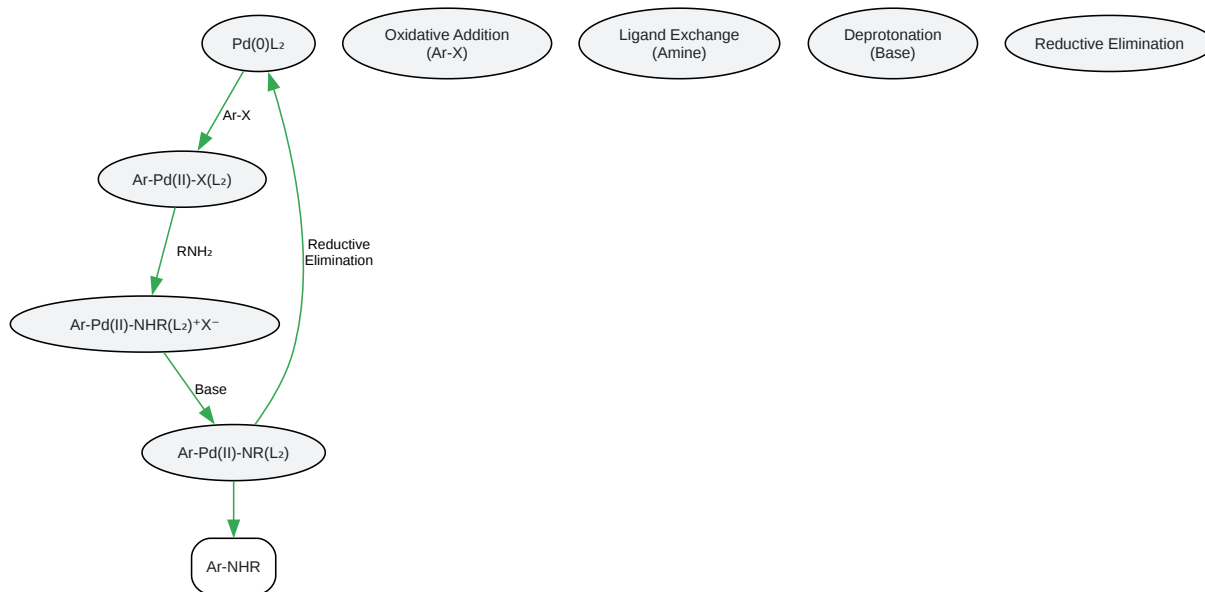 Pd(0)L₂
Oxidative Addition
(Ar-X)
Ligand Exchange
(Amine)
Deprotonation
(Base)
Reductive Elimination
Ar-X
Ar-Pd(II)-X(L₂)
RNH₂
Reductive
Elimination
Ar-Pd(II)-NHR(L₂)⁺X⁻
Base
Ar-Pd(II)-NR(L₂)
Ar-NHR